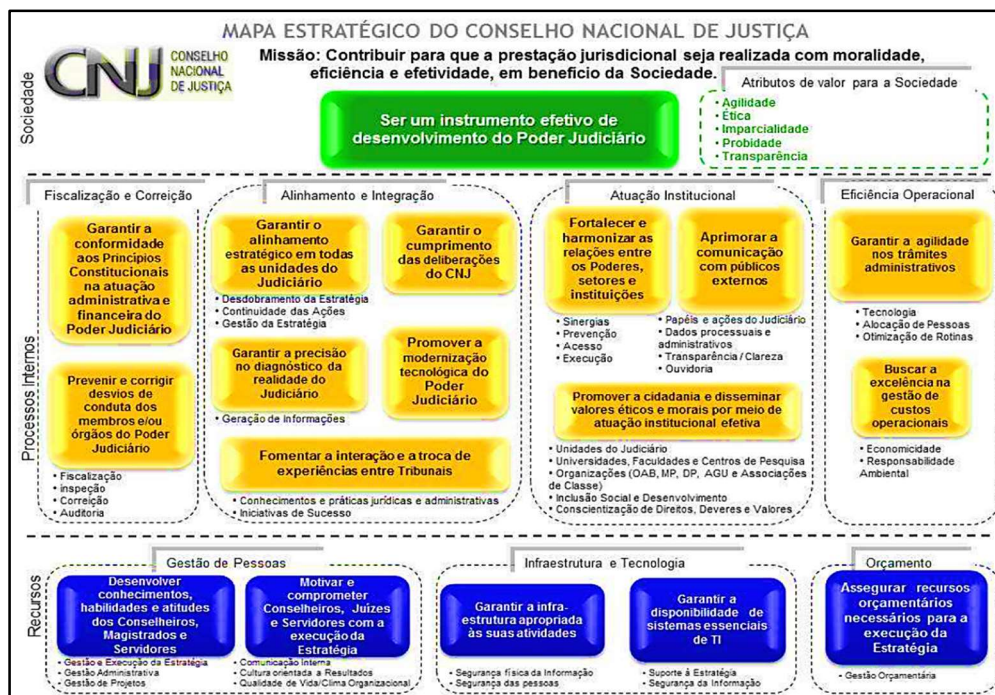 MAPA ESTRATÉGICO DO CONSELHO NACIONAL DE JUSTIÇA
CNJ
CONSELHO
NACIONAL
DE JUSTIÇA
Missão: Contribuir para que a prestação jurisdicional seja realizada com moralidade,
eficiência e efetividade, em benefício da Sociedade.
Sociedade
Ser um instrumento efetivo de
desenvolvimento do Poder Judiciário
Atributos de valor para a Sociedade
• Agilidade
• Ética
• Imparcialidade
• Probidade
• Transparência
Processos Internos
Fiscalização e Correição
Garantir a
conformidade
aos Princípios
Constitucionais
na atuação
administrativa e
financeira do
Poder Judiciário
Prevenir e corrigir
desvios de
conduta dos
membros e/ou
órgãos do Poder
Judiciário
• Fiscalização
• inspeção
• Correição
• Auditoria
Alinhamento e Integração
Garantir o
alinhamento
estratégico em todas
as unidades do
Judiciário
• Desdobramento da Estratégia
• Continuidade das Ações
• Gestão da Estratégia
Garantir o
cumprimento
das deliberações
do CNJ
Garantir a precisão
no diagnóstico da
realidade do
Judiciário
• Geração de Informações
Promover a
modernização
tecnológica do
Poder
Judiciário
Fomentar a interação e a troca de
experiências entre Tribunais
• Conhecimentos e práticas jurídicas e administrativas
• Iniciativas de Sucesso
Atuação Institucional
Fortalecer e
harmonizar as
relações entre
os Poderes,
setores e
instituições
• Sinergias
• Prevenção
• Acesso
• Execução
Aprimorar a
comunicação
com públicos
externos
• Papéis e ações do Judiciário
• Dados processuais e
administrativos
• Transparência / Clareza
• Ouvidoria
Promover a cidadania e disseminar
valores éticos e morais por meio de
atuação institucional efetiva
• Unidades do Judiciário
• Universidades, Faculdades e Centros de Pesquisa
• Organizações (OAB, MP, DP, AGU e Associações
de Classe)
• Inclusão Social e Desenvolvimento
• Conscientização de Direitos, Deveres e Valores
Eficiência Operacional
Garantir a agilidade
nos trâmites
administrativos
• Tecnologia
• Alocação de Pessoas
• Otimização de Rotinas
Buscar a
excelência na
gestão de
custos
operacionais
• Economicidade
• Responsabilidade
Ambiental
Recursos
Gestão de Pessoas
Desenvolver
conhecimentos,
habilidades e atitudes
dos Conselheiros,
Magistrados e
Servidores
• Gestão e Execução da Estratégia
• Gestão Administrativa
• Gestão de Projetos
Motivar e
comprometer
Conselheiros, Juízes
e Servidores com a
execução da
Estratégia
• Comunicação Interna
• Cultura orientada a Resultados
• Qualidade de Vida/Clima Organizacional
Infraestrutura e Tecnologia
Garantir a infra-
estrutura apropriada
às suas atividades
• Segurança física da Informação
• Segurança das pessoas
Garantir a
disponibilidade de
sistemas essenciais
de TI
• Suporte à Estratégia
• Segurança da Informação
Orçamento
Assegurar recursos
orçamentários
necessários para a
execução da
Estratégia
• Gestão Orçamentária